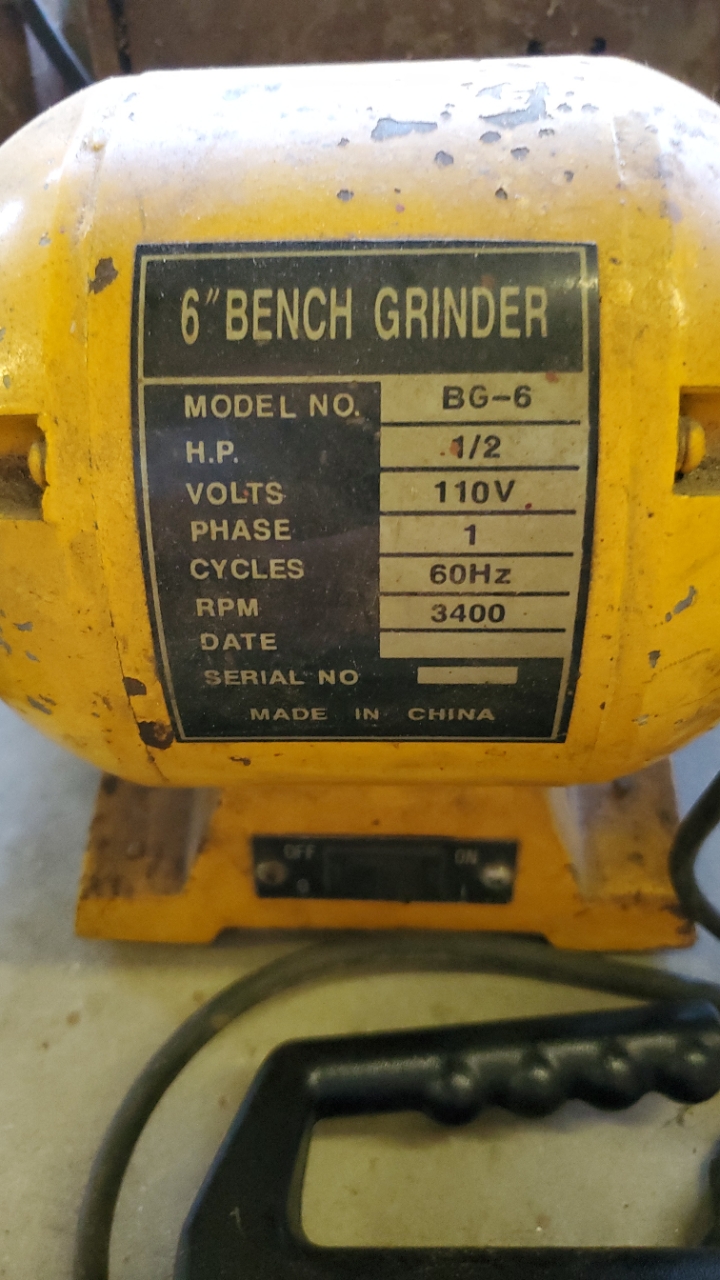 6" BENCH GRINDER
MODEL NO. BG-6
H.P. 1/2
VOLTS 110V
PHASE 1
CYCLES 60Hz
RPM 3400
DATE
SERIAL NO
MADE IN CHINA
OFF ON